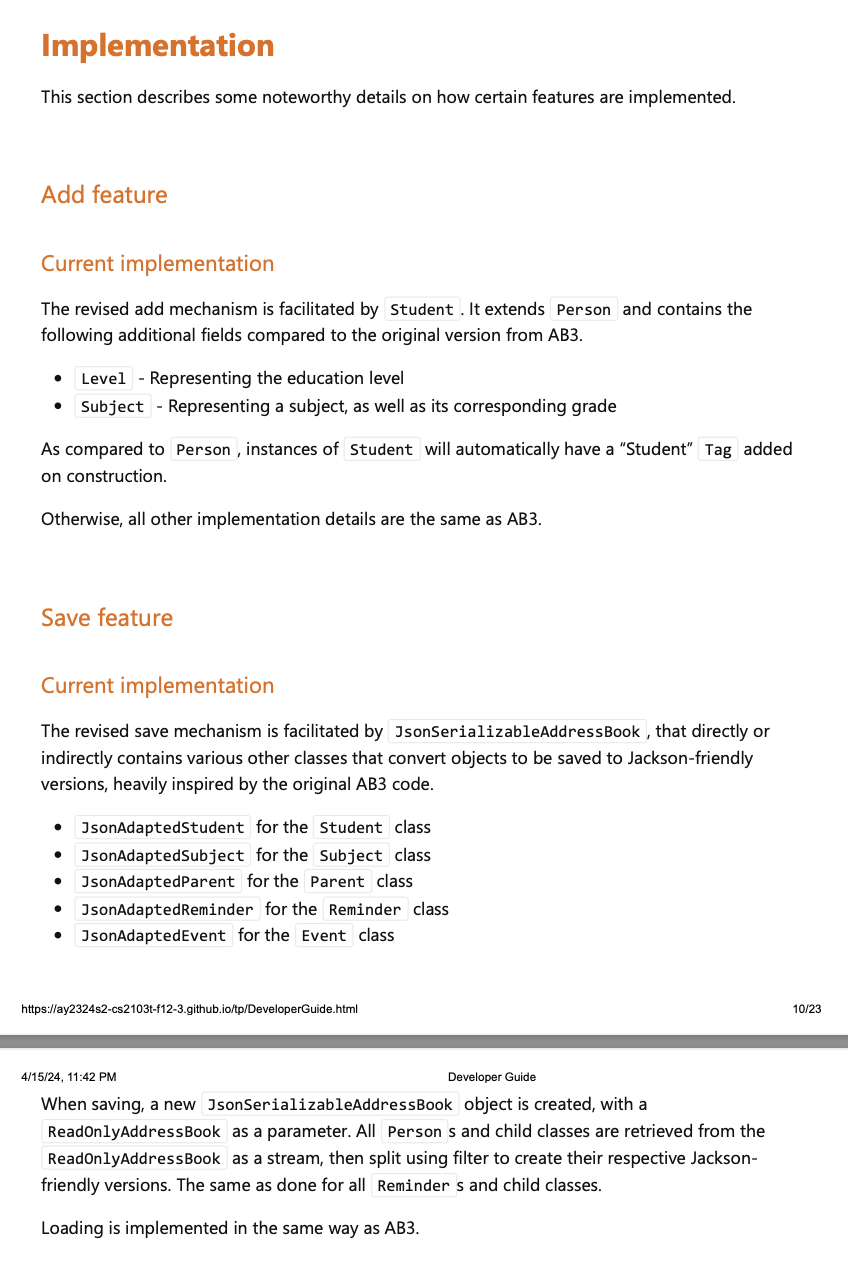 Implementation
This section describes some noteworthy details on how certain features are implemented.
Add feature
Current implementation
The revised add mechanism is facilitated by Student. It extends Person and contains the
following additional fields compared to the original version from AB3.
• Level - Representing the education level
• Subject - Representing a subject, as well as its corresponding grade
As compared to Person, instances of Student will automatically have a “Student” Tag added
on construction.
Otherwise, all other implementation details are the same as AB3.
Save feature
Current implementation
The revised save mechanism is facilitated by JsonSerializableAddressBook, that directly or
indirectly contains various other classes that convert objects to be saved to Jackson-friendly
versions, heavily inspired by the original AB3 code.
• JsonAdaptedStudent for the Student class
• JsonAdaptedSubject for the Subject class
• JsonAdaptedParent for the Parent class
• JsonAdaptedReminder for the Reminder class
• JsonAdaptedEvent for the Event class
https://ay2324s2-cs2103t-f12-3.github.io/tp/DeveloperGuide.html 10/23
4/15/24, 11:42 PM Developer Guide
When saving, a new JsonSerializableAddressBook object is created, with a
ReadOnlyAddressBook as a parameter. All Person s and child classes are retrieved from the
ReadOnlyAddressBook as a stream, then split using filter to create their respective Jackson-
friendly versions. The same as done for all Reminder s and child classes.
Loading is implemented in the same way as AB3.